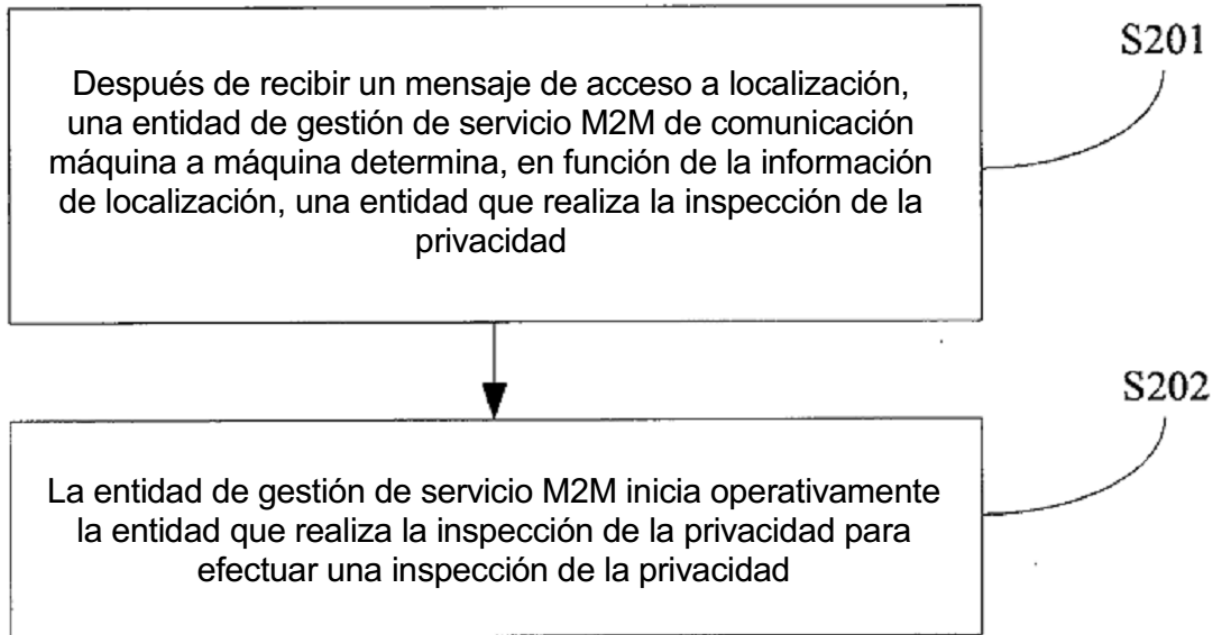 S201
Después de recibir un mensaje de acceso a localización,
una entidad de gestión de servicio M2M de comunicación
máquina a máquina determina, en función de la información
de localización, una entidad que realiza la inspección de la
privacidad
S202
La entidad de gestión de servicio M2M inicia operativamente
la entidad que realiza la inspección de la privacidad para
efectuar una inspección de la privacidad